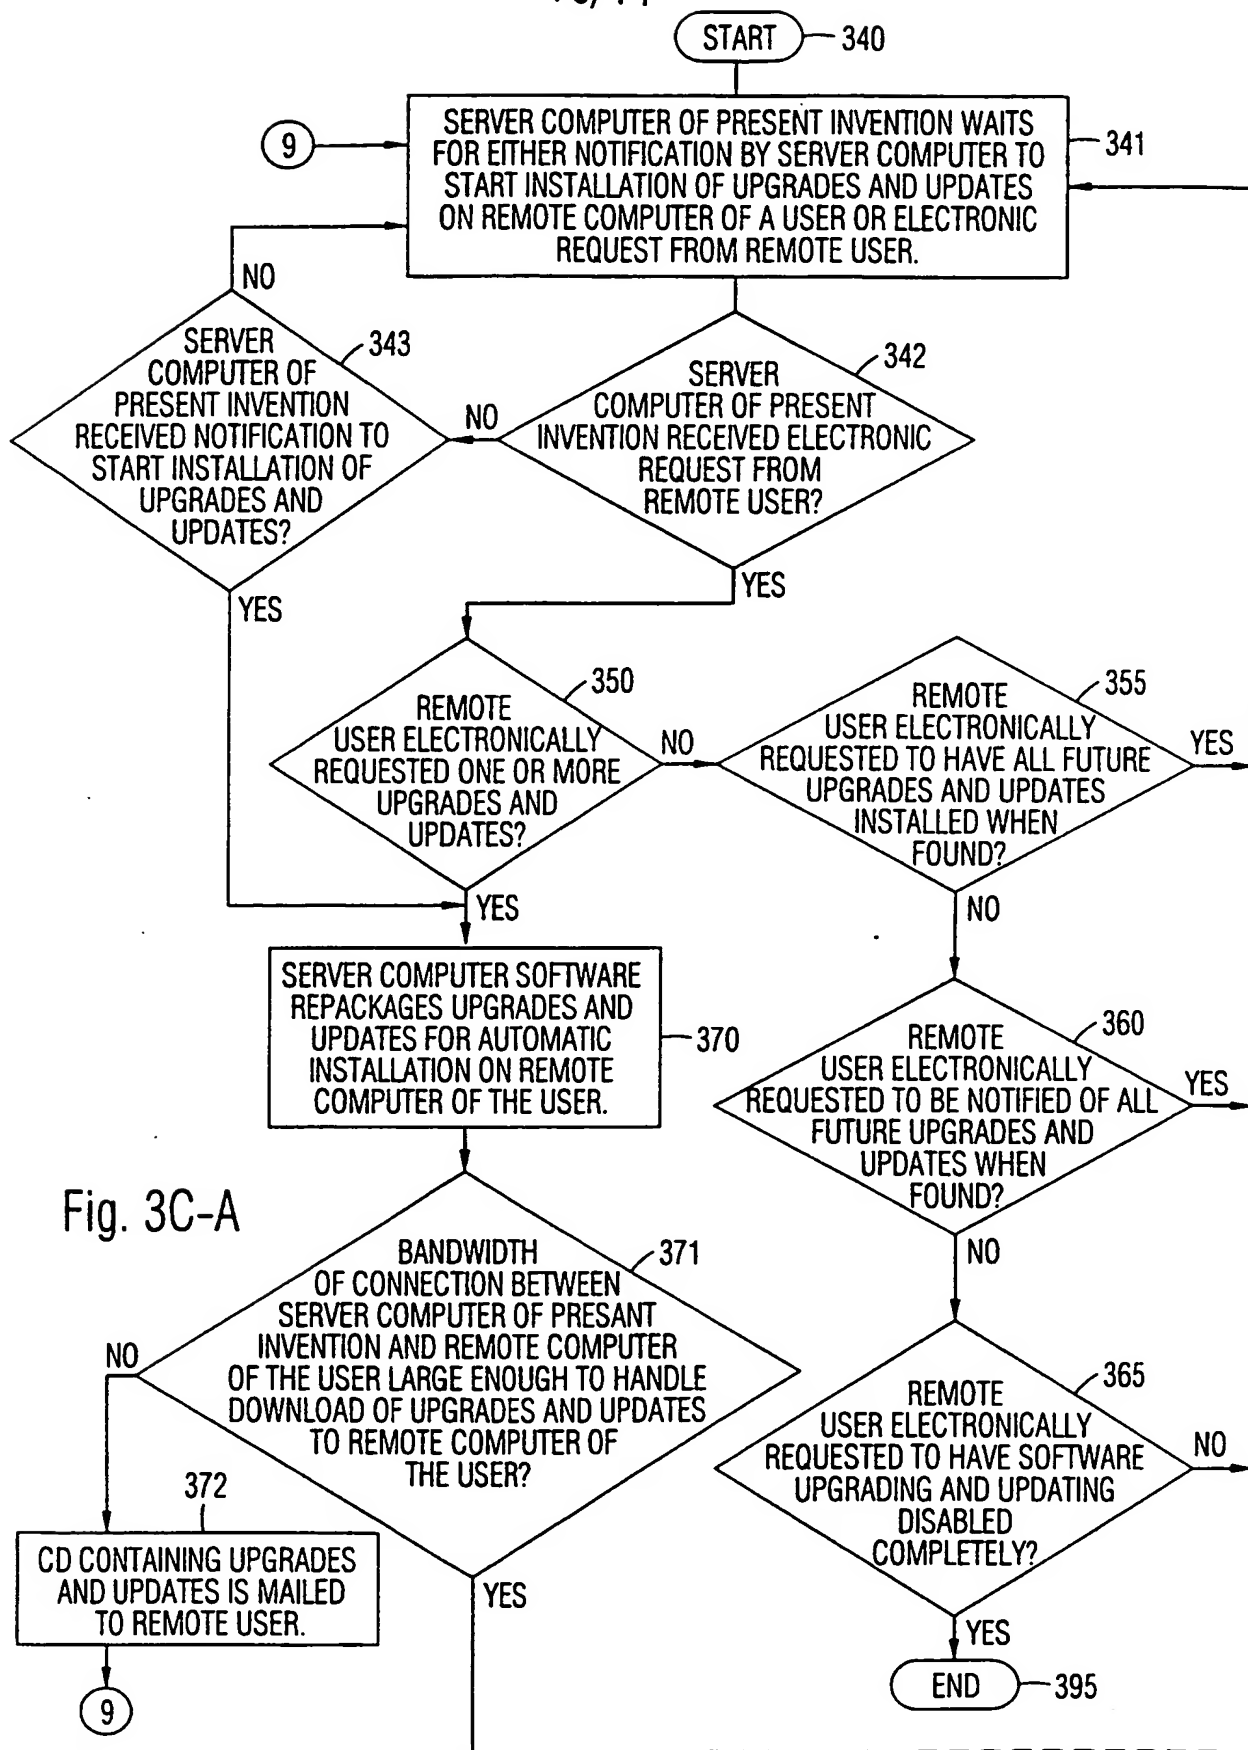 START
340
9
SERVER COMPUTER OF PRESENT INVENTION WAITS
FOR EITHER NOTIFICATION BY SERVER COMPUTER TO
START INSTALLATION OF UPGRADES AND UPDATES
ON REMOTE COMPUTER OF A USER OR ELECTRONIC
REQUEST FROM REMOTE USER.
341
NO
SERVER
COMPUTER OF
PRESENT INVENTION
RECEIVED NOTIFICATION TO
START INSTALLATION OF
UPGRADES AND
UPDATES?
343
NO
SERVER
COMPUTER OF PRESENT
INVENTION RECEIVED ELECTRONIC
REQUEST FROM
REMOTE USER?
342
YES
YES
REMOTE
USER ELECTRONICALLY
REQUESTED ONE OR MORE
UPGRADES AND
UPDATES?
350
NO
REMOTE
USER ELECTRONICALLY
REQUESTED TO HAVE ALL FUTURE
UPGRADES AND UPDATES
INSTALLED WHEN
FOUND?
355
YES
YES
NO
SERVER COMPUTER SOFTWARE
REPACKAGES UPGRADES AND
UPDATES FOR AUTOMATIC
INSTALLATION ON REMOTE
COMPUTER OF THE USER.
370
REMOTE
USER ELECTRONICALLY
REQUESTED TO BE NOTIFIED OF ALL
FUTURE UPGRADES AND
UPDATES WHEN
FOUND?
360
YES
NO
Fig. 3C-A
BANDWIDTH
OF CONNECTION BETWEEN
SERVER COMPUTER OF PRESANT
INVENTION AND REMOTE COMPUTER
OF THE USER LARGE ENOUGH TO HANDLE
DOWNLOAD OF UPGRADES AND UPDATES
TO REMOTE COMPUTER OF
THE USER?
371
NO
YES
REMOTE
USER ELECTRONICALLY
REQUESTED TO HAVE SOFTWARE
UPGRADING AND UPDATING
DISABLED
COMPLETELY?
365
NO
YES
372
CD CONTAINING UPGRADES
AND UPDATES IS MAILED
TO REMOTE USER.
9
END
395